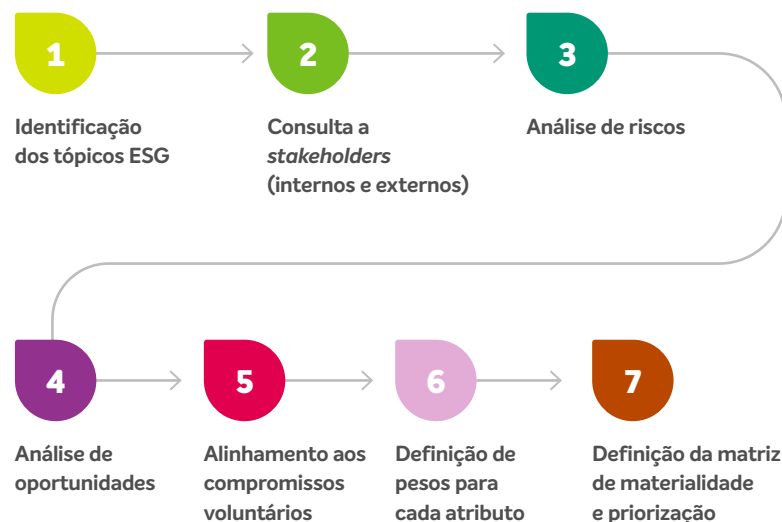 1
Identificação
dos tópicos ESG
2
Consulta a
stakeholders
(internos e externos)
3
Análise de riscos
4
Análise de
oportunidades
5
Alinhamento aos
compromissos
voluntários
6
Definição de
pesos para
cada atributo
7
Definição da matriz
de materialidade
e priorização